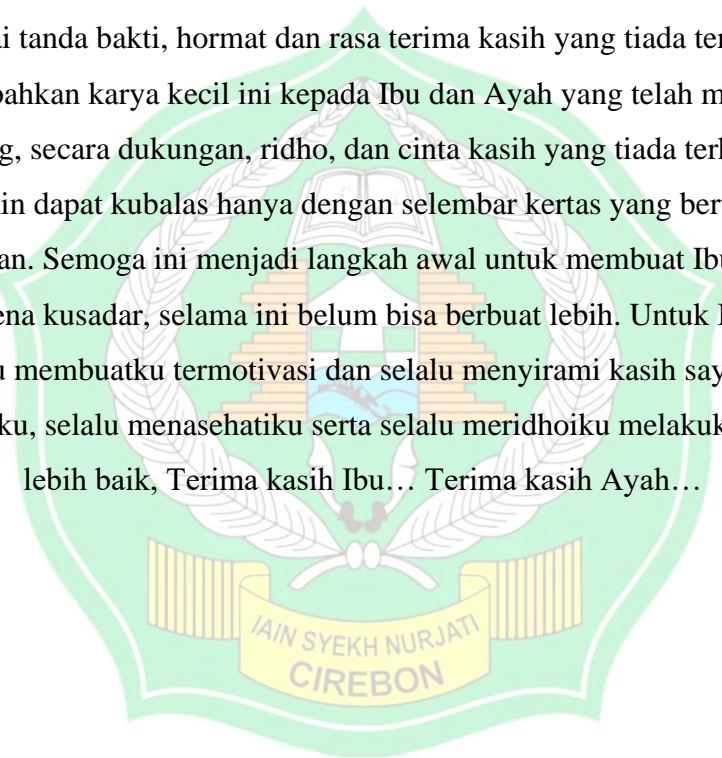 i tanda bakti, hormat dan rasa terima kasih yang tiada ter
bahkan karya kecil ini kepada Ibu dan Ayah yang telah m
g, secara dukungan, ridho, dan cinta kasih yang tiada terh
in dapat kubalas hanya dengan selembar kertas yang ber
an. Semoga ini menjadi langkah awal untuk membuat Ibu
ena kusadar, selama ini belum bisa berbuat lebih. Untuk I
u membuatku termotivasi dan selalu menyirami kasih say
ku, selalu menasehatiku serta selalu meridhoiku melakuk
lebih baik, Terima kasih Ibu… Terima kasih Ayah…
IAIN SYEKH NURJATI
CIREBON